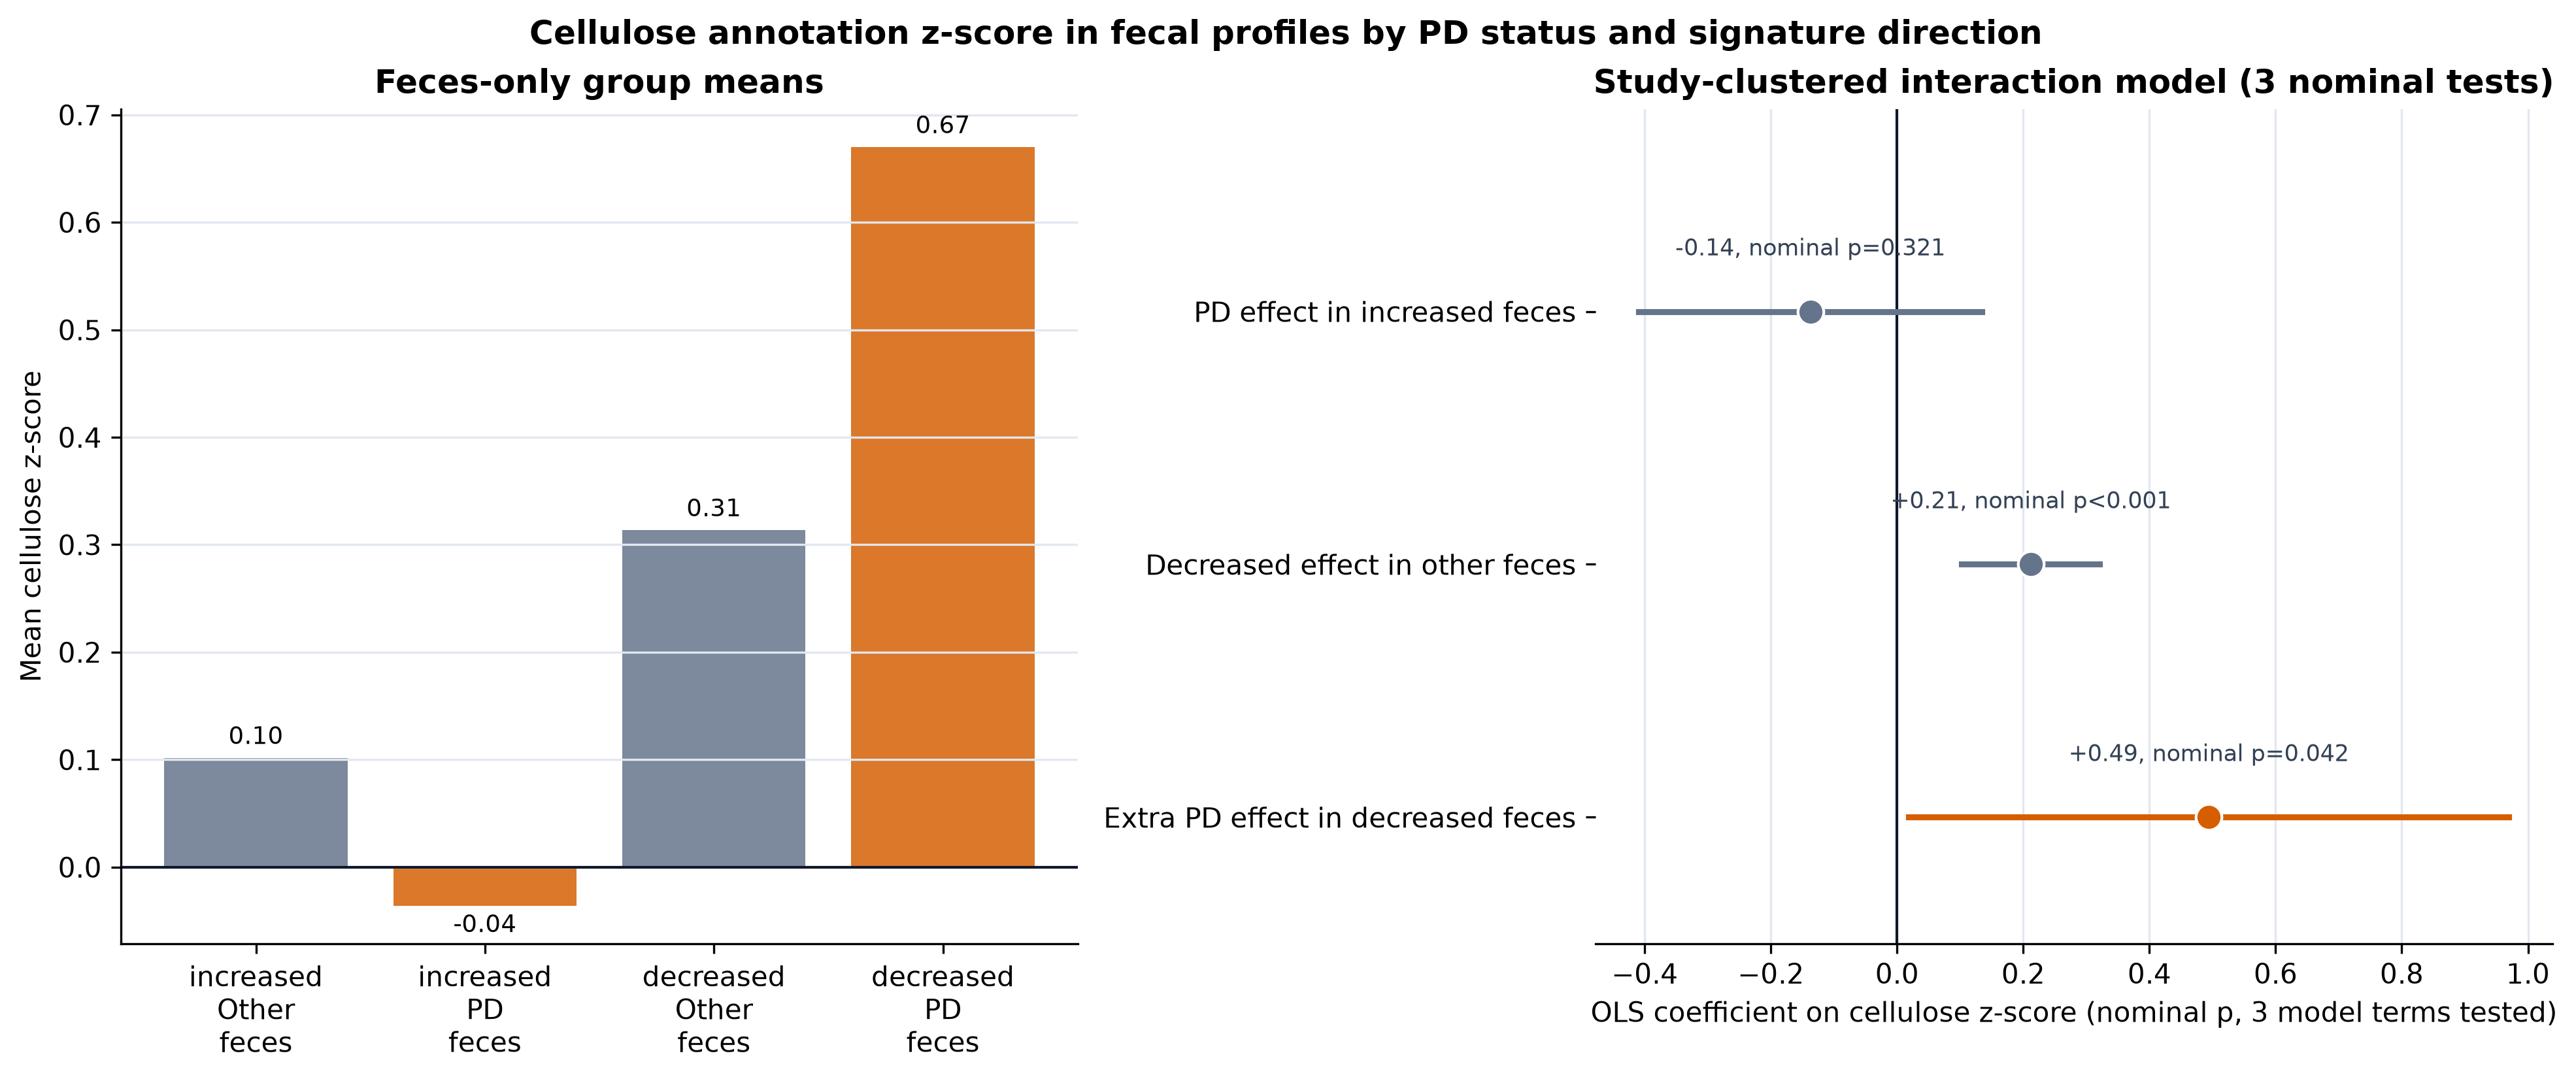 Cellulose annotation z-score in fecal profiles by PD status and signature direction
Feces-only group means
Mean cellulose z-score
0.7
0.6
0.5
0.4
0.3
0.2
0.1
0.0
0.10
-0.04
0.31
0.67
increased
Other
feces
increased
PD
feces
decreased
Other
feces
decreased
PD
feces
Study-clustered interaction model (3 nominal tests)
PD effect in increased feces
-0.14, nominal p=0.321
Decreased effect in other feces
+0.21, nominal p<0.001
Extra PD effect in decreased feces
+0.49, nominal p=0.042
−0.4
−0.2
0.0
0.2
0.4
0.6
0.8
1.0
OLS coefficient on cellulose z-score (nominal p, 3 model terms tested)